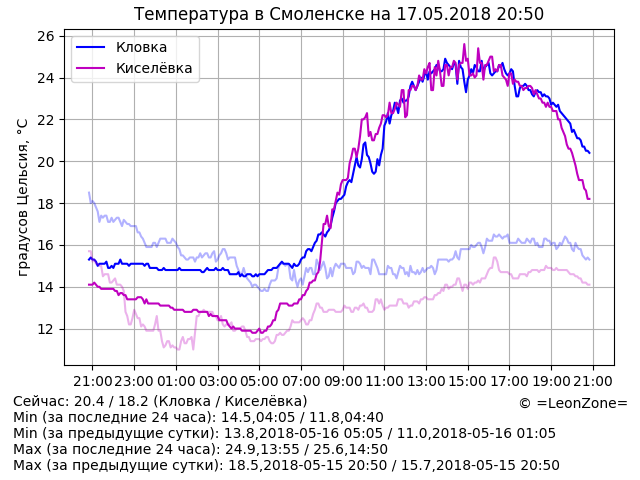 Температура в Смоленске на 17.05.2018 20:50
Кловка
Киселёвка
градусов Цельсия, °C
26
24
22
20
18
16
14
12
21:00 23:00 01:00 03:00 05:00 07:00 09:00 11:00 13:00 15:00 17:00 19:00 21:00
Сейчас: 20.4 / 18.2 (Кловка / Киселёвка)
© =LeonZone=
Min (за последние 24 часа): 14.5,04:05 / 11.8,04:40
Min (за предыдущие сутки): 13.8,2018-05-16 05:05 / 11.0,2018-05-16 01:05
Max (за последние 24 часа): 24.9,13:55 / 25.6,14:50
Max (за предыдущие сутки): 18.5,2018-05-15 20:50 / 15.7,2018-05-15 20:50